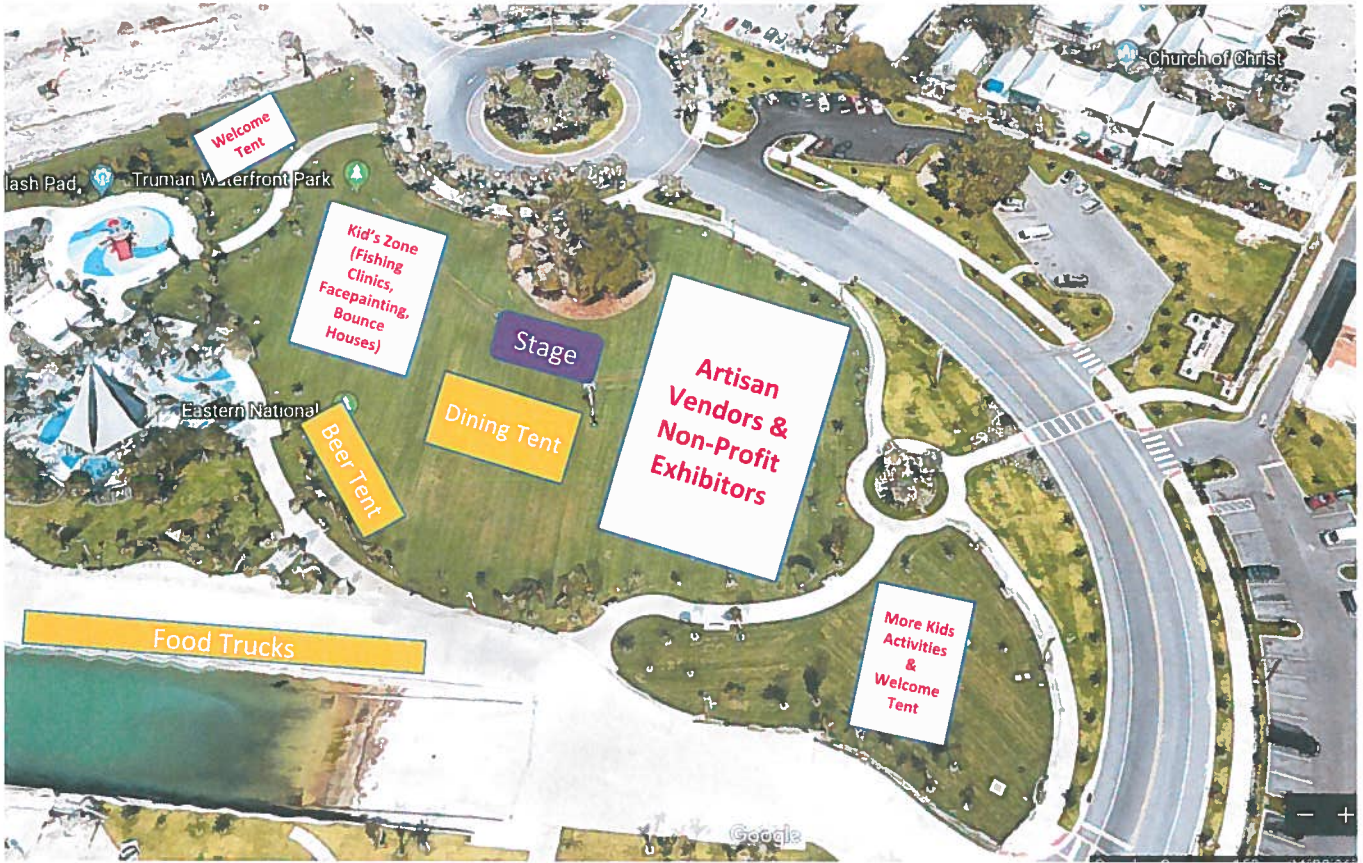 Church of Christ
Welcome
Tent
lash Pad
Truman Waterfront Park
Kid's Zone
(Fishing
Clinics,
Facepainting,
Bounce
Houses)
Stage
Artisan
Vendors &
Non-Profit
Exhibitors
Eastern National
Dining Tent
Beer Tent
Food Trucks
More Kids
Activities
&
Welcome
Tent
Google